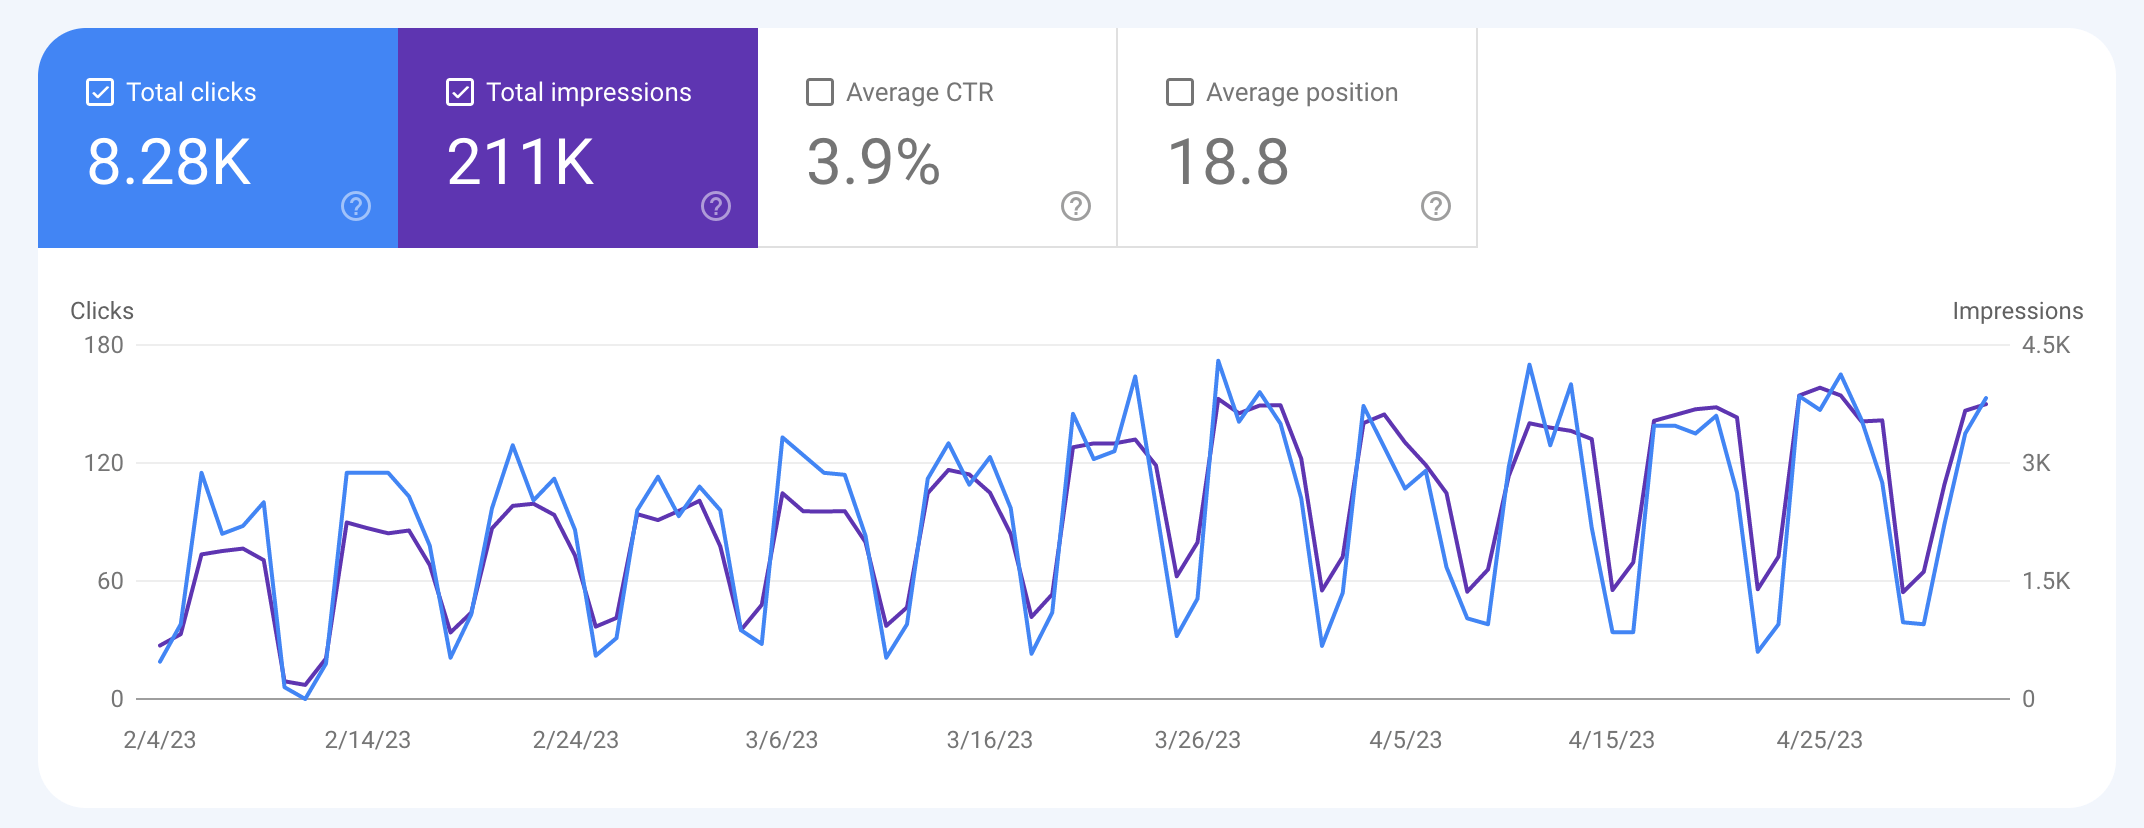 Total clicks
8.28K
Total impressions
211K
Average CTR
3.9%
Average position
18.8
Clicks
Impressions
180
4.5K
120
3K
60
1.5K
0
0
2/4/23
2/14/23
2/24/23
3/6/23
3/16/23
3/26/23
4/5/23
4/15/23
4/25/23